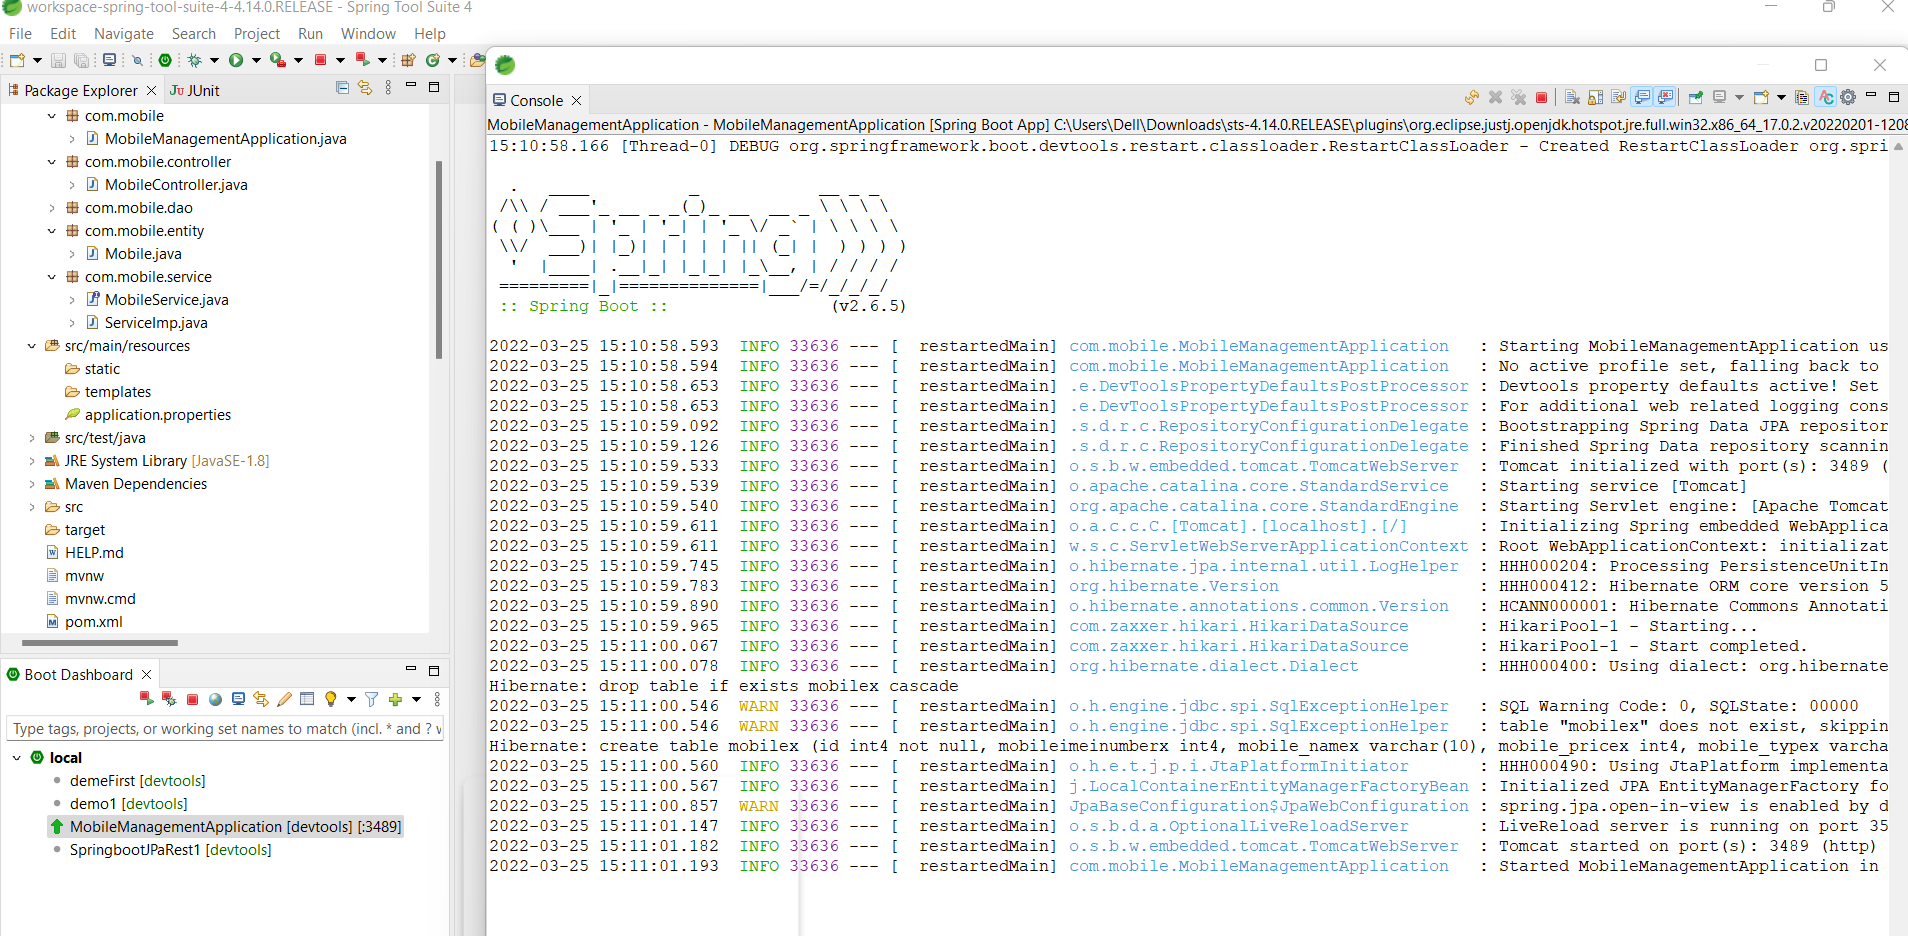 workspace-spring-tool-suite-4-4.14.0.RELEASE - Spring Tool Suite 4
File Edit Navigate Search Project Run Window Help
Package Explorer
JUnit
com.mobile
MobileManagementApplication.java
com.mobile.controller
MobileController.java
com.mobile.dao
com.mobile.entity
Mobile.java
com.mobile.service
MobileService.java
ServiceImp.java
src/main/resources
static
templates
application.properties
src/test/java
JRE System Library [JavaSE-1.8]
Maven Dependencies
src
target
HELP.md
mvnw
mvnw.cmd
pom.xml
Boot Dashboard
Type tags, projects, or working set names to match (incl. * and ? w
local
demeFirst [devtools]
demo1 [devtools]
MobileManagementApplication [devtools] [:3489]
SpringbootJPaRest1 [devtools]
Console
MobileManagementApplication - MobileManagementApplication [Spring Boot App] C:\Users\Dell\Downloads\sts-4.14.0.RELEASE\plugins\org.eclipse.justj.openjdk.hotspot.jre.full.win32.x86_64_17.0.2.v20220201-1208
15:10:58.166 [Thread-0] DEBUG org.springframework.boot.devtools.restart.classloader.RestartClassLoader - Created RestartClassLoader org.spri
:: Spring Boot :: (v2.6.5)
2022-03-25 15:10:58.593 INFO 33636 --- [ restartedMain] com.mobile.MobileManagementApplication : Starting MobileManagementApplication us
2022-03-25 15:10:58.594 INFO 33636 --- [ restartedMain] com.mobile.MobileManagementApplication : No active profile set, falling back to
2022-03-25 15:10:58.653 INFO 33636 --- [ restartedMain] .e.DevToolsPropertyDefaultsPostProcessor : Devtools property defaults active! Set
2022-03-25 15:10:58.653 INFO 33636 --- [ restartedMain] .e.DevToolsPropertyDefaultsPostProcessor : For additional web related logging cons
2022-03-25 15:10:59.092 INFO 33636 --- [ restartedMain] .s.d.r.c.RepositoryConfigurationDelegate : Bootstrapping Spring Data JPA repositor
2022-03-25 15:10:59.126 INFO 33636 --- [ restartedMain] .s.d.r.c.RepositoryConfigurationDelegate : Finished Spring Data repository scannin
2022-03-25 15:10:59.533 INFO 33636 --- [ restartedMain] o.s.b.w.embedded.tomcat.TomcatWebServer : Tomcat initialized with port(s): 3489 (
2022-03-25 15:10:59.539 INFO 33636 --- [ restartedMain] o.apache.catalina.core.StandardService : Starting service [Tomcat]
2022-03-25 15:10:59.540 INFO 33636 --- [ restartedMain] org.apache.catalina.core.StandardEngine : Starting Servlet engine: [Apache Tomcat
2022-03-25 15:10:59.611 INFO 33636 --- [ restartedMain] o.a.c.c.C.[Tomcat].[localhost].[/] : Initializing Spring embedded WebApplica
2022-03-25 15:10:59.611 INFO 33636 --- [ restartedMain] w.s.c.ServletWebServerApplicationContext : Root WebApplicationContext: initializat
2022-03-25 15:10:59.745 INFO 33636 --- [ restartedMain] o.hibernate.jpa.internal.util.LogHelper : HHH000204: Processing PersistenceUnitIn
2022-03-25 15:10:59.783 INFO 33636 --- [ restartedMain] org.hibernate.Version : HHH000412: Hibernate ORM core version 5
2022-03-25 15:10:59.890 INFO 33636 --- [ restartedMain] o.hibernate.annotations.common.Version : HCANN000001: Hibernate Commons Annotati
2022-03-25 15:10:59.965 INFO 33636 --- [ restartedMain] com.zaxxer.hikari.HikariDataSource : HikariPool-1 - Starting...
2022-03-25 15:11:00.067 INFO 33636 --- [ restartedMain] com.zaxxer.hikari.HikariDataSource : HikariPool-1 - Start completed.
2022-03-25 15:11:00.078 INFO 33636 --- [ restartedMain] org.hibernate.dialect.Dialect : HHH000400: Using dialect: org.hibernate
Hibernate: drop table if exists mobilex cascade
2022-03-25 15:11:00.546 WARN 33636 --- [ restartedMain] o.h.engine.jdbc.spi.SqlExceptionHelper : SQL Warning Code: 0, SQLState: 00000
2022-03-25 15:11:00.546 WARN 33636 --- [ restartedMain] o.h.engine.jdbc.spi.SqlExceptionHelper : table "mobilex" does not exist, skippin
Hibernate: create table mobilex (id int4 not null, mobileimeinumberx int4, mobile_namex varchar(10), mobile_pricex int4, mobile_typex varcha
2022-03-25 15:11:00.560 INFO 33636 --- [ restartedMain] o.h.e.t.j.p.i.JtaPlatformInitiator : HHH000490: Using JtaPlatform implementa
2022-03-25 15:11:00.567 INFO 33636 --- [ restartedMain] j.LocalContainerEntityManagerFactoryBean : Initialized JPA EntityManagerFactory fo
2022-03-25 15:11:00.857 WARN 33636 --- [ restartedMain] JpaBaseConfiguration$JpaWebConfiguration : spring.jpa.open-in-view is enabled by d
2022-03-25 15:11:01.147 INFO 33636 --- [ restartedMain] o.s.b.d.a.OptionalLiveReloadServer : LiveReload server is running on port 35
2022-03-25 15:11:01.182 INFO 33636 --- [ restartedMain] o.s.b.w.embedded.tomcat.TomcatWebServer : Tomcat started on port(s): 3489 (http)
2022-03-25 15:11:01.193 INFO 33636 --- [ restartedMain] com.mobile.MobileManagementApplication : Started MobileManagementApplication in